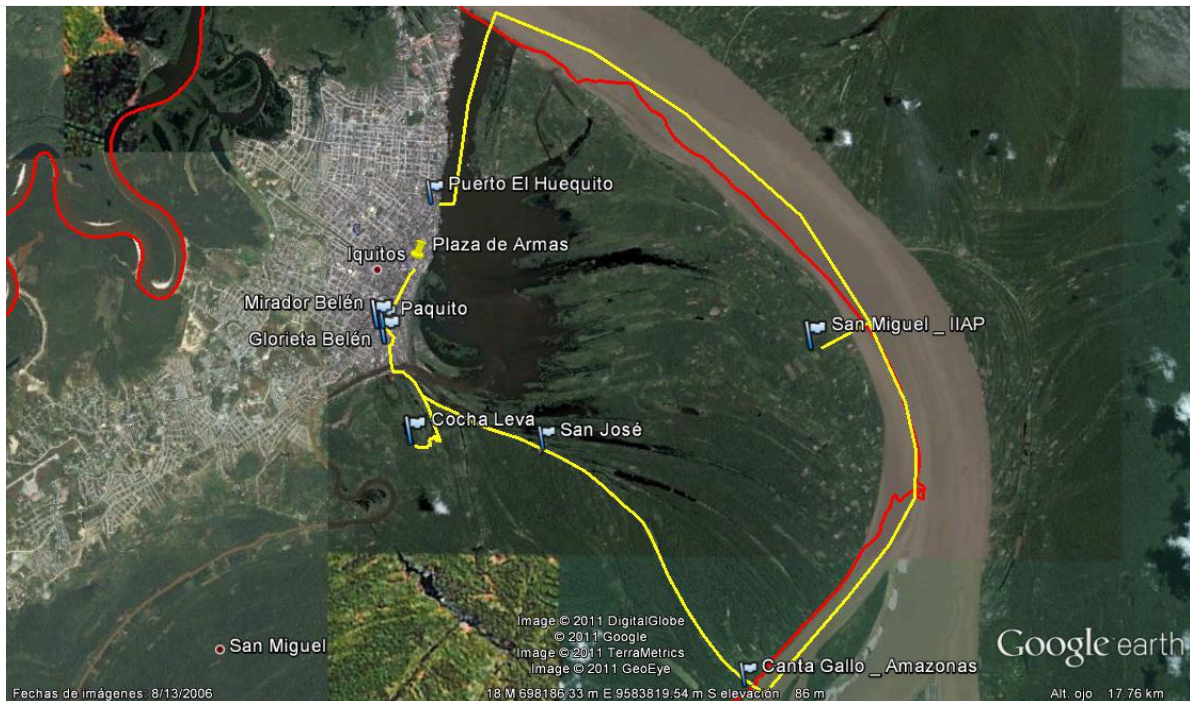 Puerto El Huequito
Plaza de Armas
Iquitos
Mirador Belén
Paquito
Glorieta Belén
San Miguel _ IIAP
Cocha Leva
San José
San Miguel
Canta Gallo _ Amazonas
Image © 2011 DigitalGlobe
© 2011 Google
Image © 2011 TerraMetrics
Image © 2011 GeoEye
Google earth
Fechas de imágenes: 8/13/2006
18 M 698186.33 m E 9583819.54 m S elevación 86 m
Alt. ojo 17.76 km